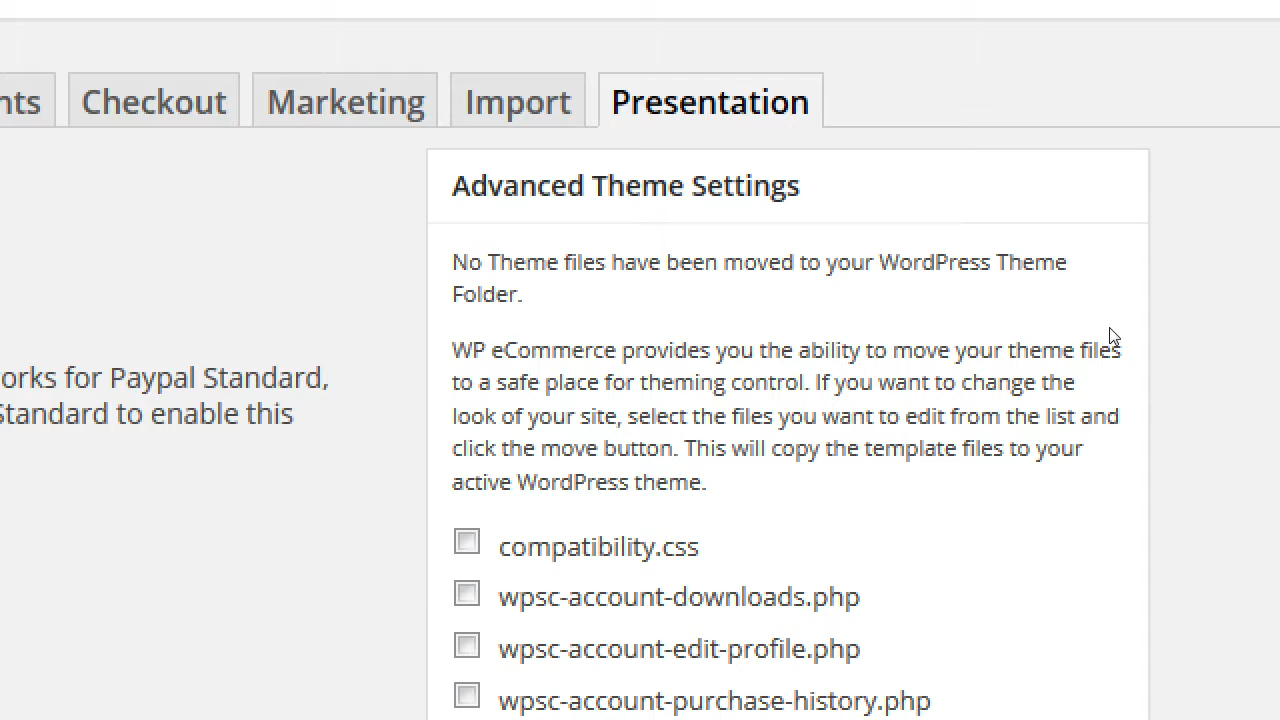 nts Checkout Marketing Import Presentation
Advanced Theme Settings
No Theme files have been moved to your WordPress Theme
Folder.
WP eCommerce provides you the ability to move your theme files
to a safe place for theming control. If you want to change the
look of your site, select the files you want to edit from the list and
click the move button. This will copy the template files to your
active WordPress theme.
orks for Paypal Standard,
Standard to enable this
compatibility.css
wpsc-account-downloads.php
wpsc-account-edit-profile.php
wpsc-account-purchase-history.php